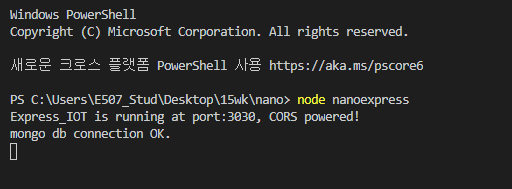 Windows PowerShell
Copyright (C) Microsoft Corporation. All rights reserved.
새로운 크로스 플랫폼 PowerShell 사용 https://aka.ms/pscore6
PS C:\Users\E507_Stud\Desktop\15wk\nano> node nanoexpress
Express_IOT is running at port:3030, CORS powered!
mongo db connection OK.